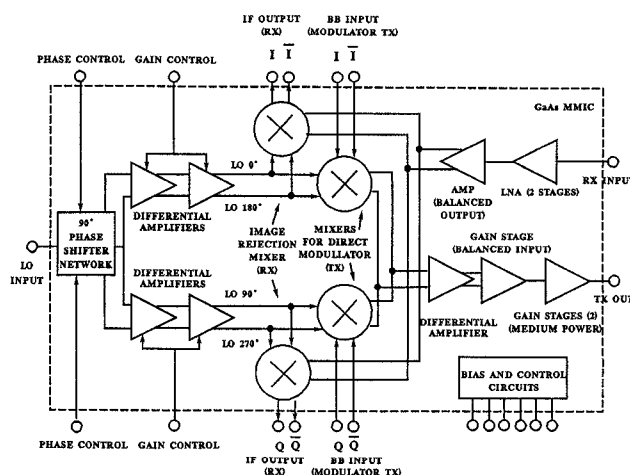 IF OUTPUT
(RX)
I I
BB INPUT
(MODULATOR TX)
I I
PHASE CONTROL
GAIN CONTROL
GaAs MMIC
LO 0°
LO 180°
DIFFERENTIAL
AMPLIFIERS
AMP
(BALANCED
OUTPUT)
LNA (2 STAGES)
RX INPUT
90°
PHASE
SHIFTER
NETWORK
LO
INPUT
IMAGE
REJECTION
MIXER
(RX)
MIXERS
FOR DIRECT
MODULLATOR
(TX)
GAIN STAGE
(BALANCED INPUT)
DIFFERENTIAL
AMPLIFIERS
LO 90°
LO 270°
DIFFERENTIAL
AMPLIFIER
GAIN STAGES (2)
(MEDIUM POWER)
TX OUT
BIAS AND CONTROL
CIRCUITS
PHASE CONTROL
GAIN CONTROL
Q Q
IF OUTPUT
(RX)
Q Q
BB INPUT
(MODULATOR TX)